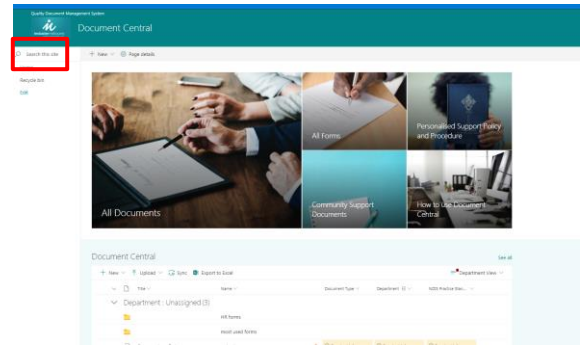 Quality Document Management System
Document Central
Search this site
+ New
Page details
Recycle bin
Edit
All Documents
All Forms
Personalised Support Policy and Procedure
Community Support Documents
How to Use Document Central
Document Central
See all
+ New
Upload
Sync
Export to Excel
Department View
Title
Name
Document Type
Department
Department : Unassigned (3)
HR forms
most used forms